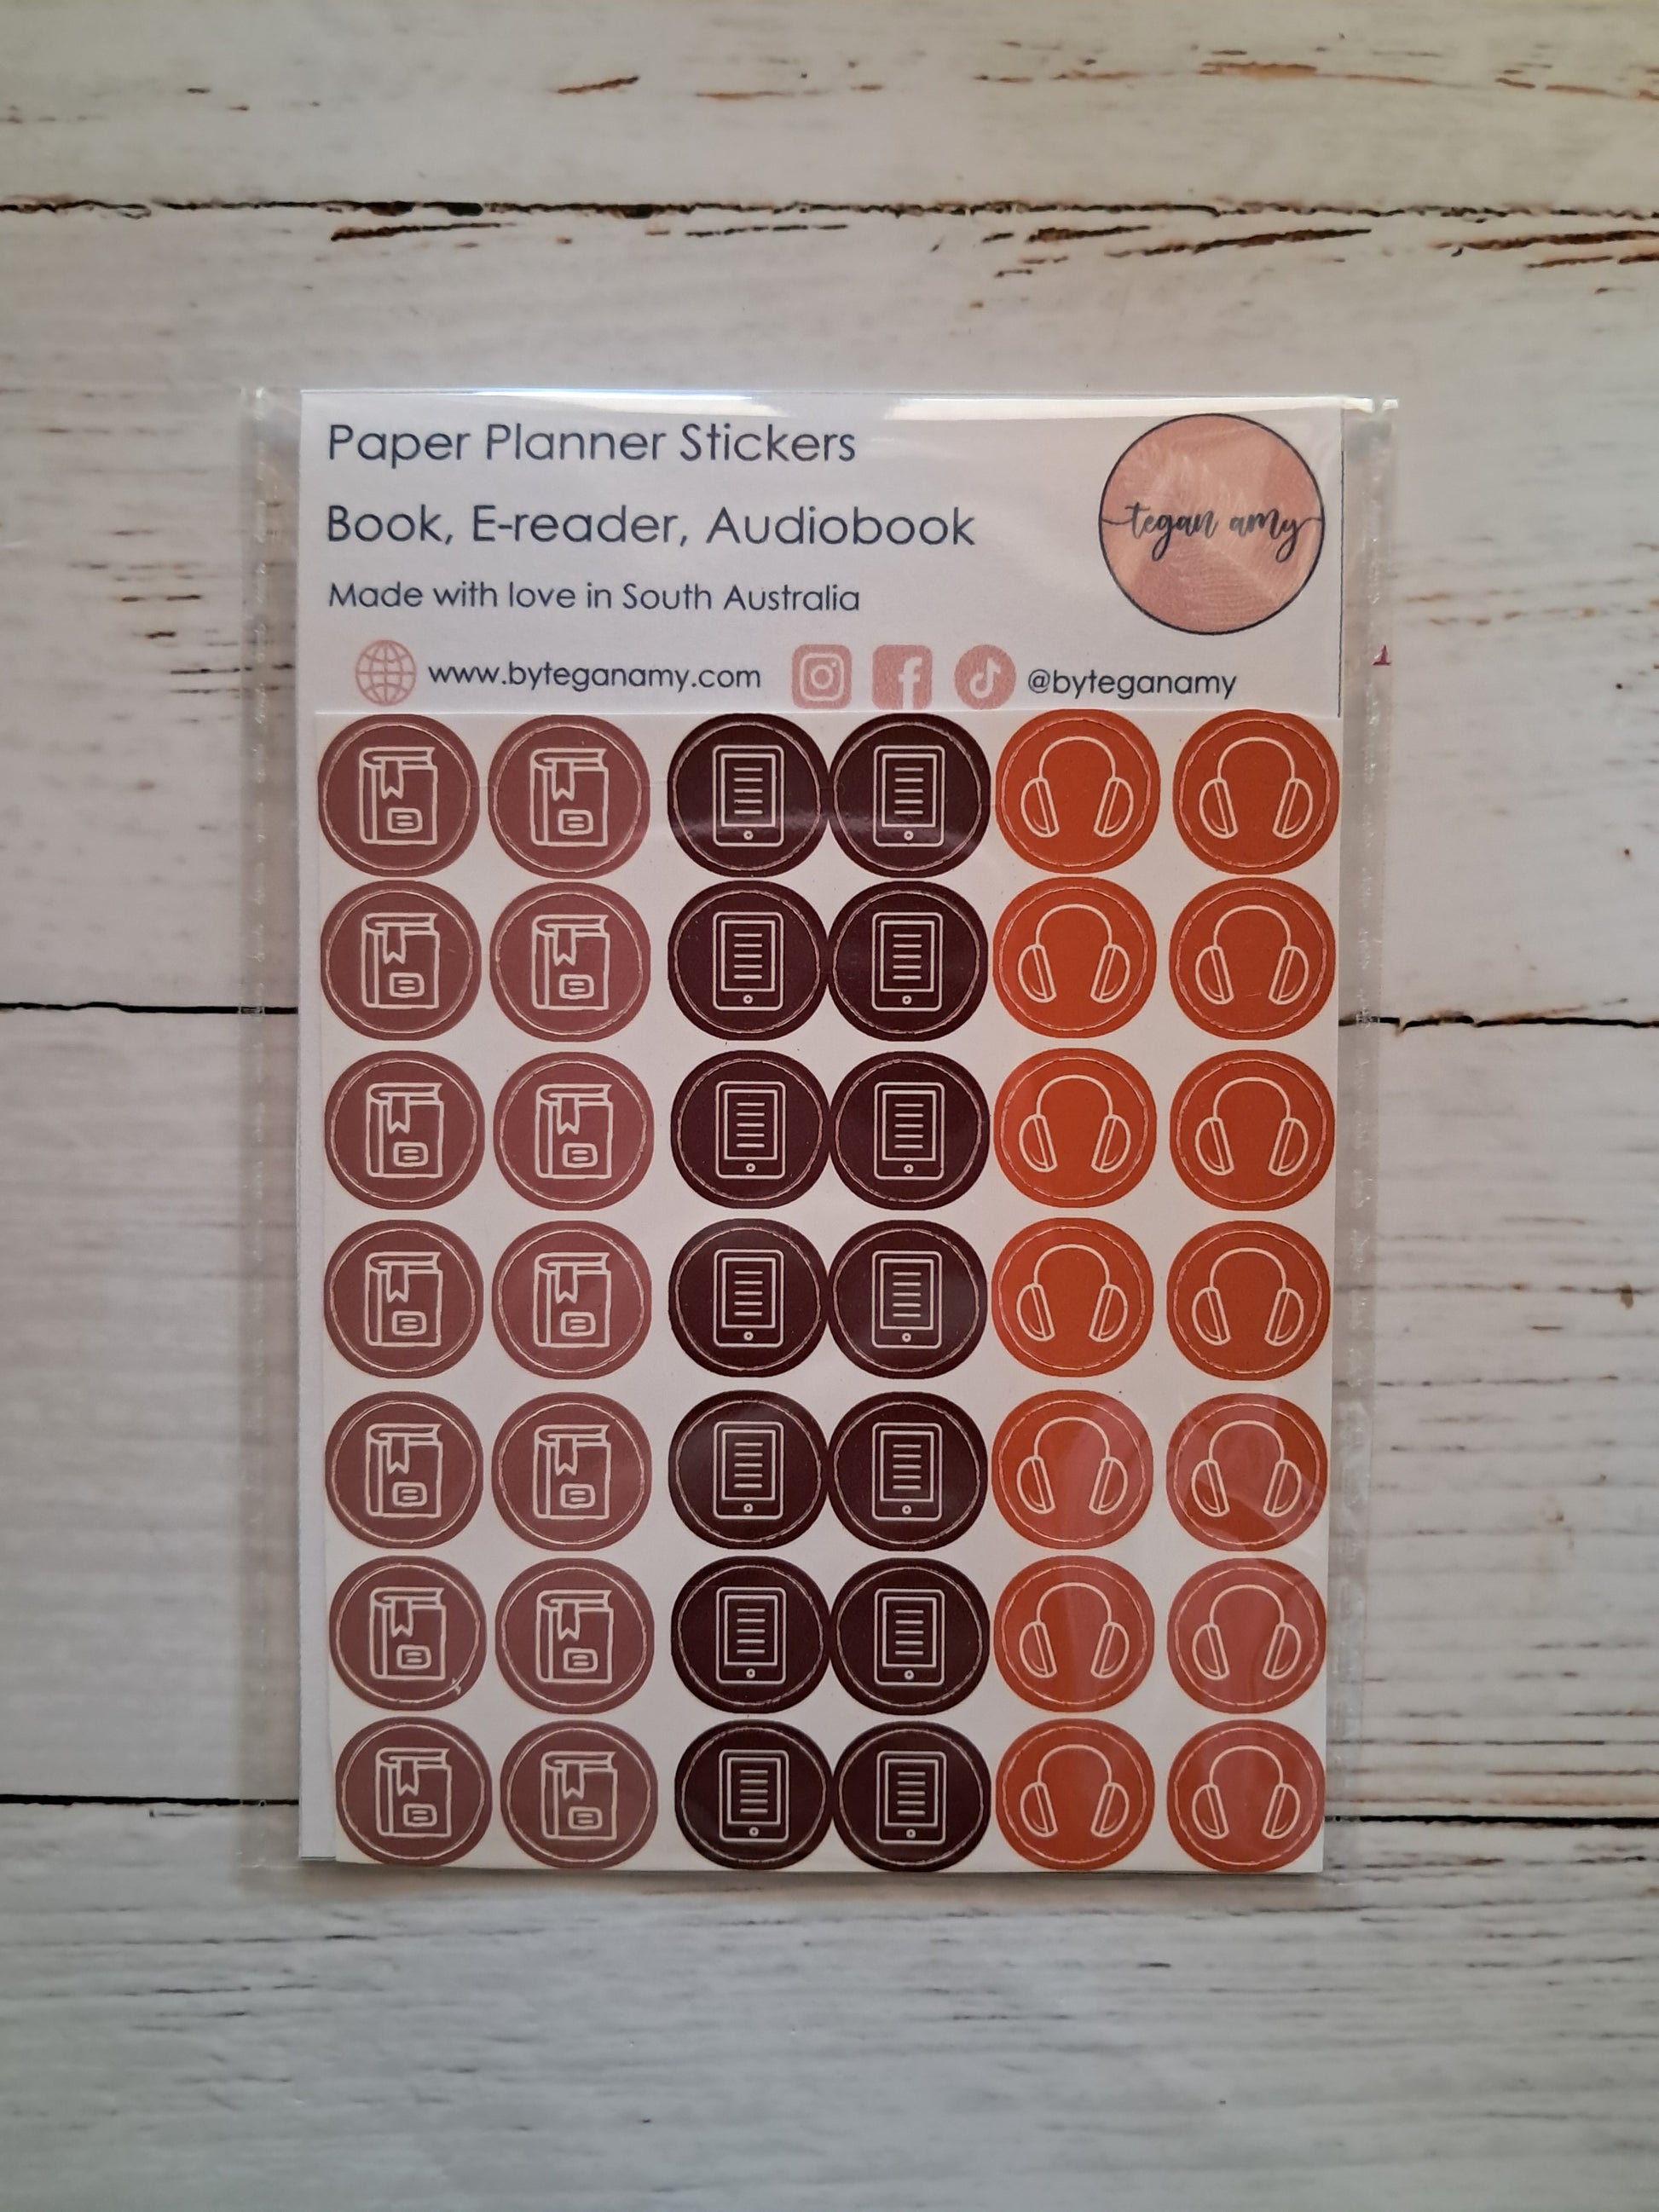 Paper Planner Stickers
Book, E-reader, Audiobook
Made with love in South Australia
tegan amy
www.byteganamy.com
@byteganamy